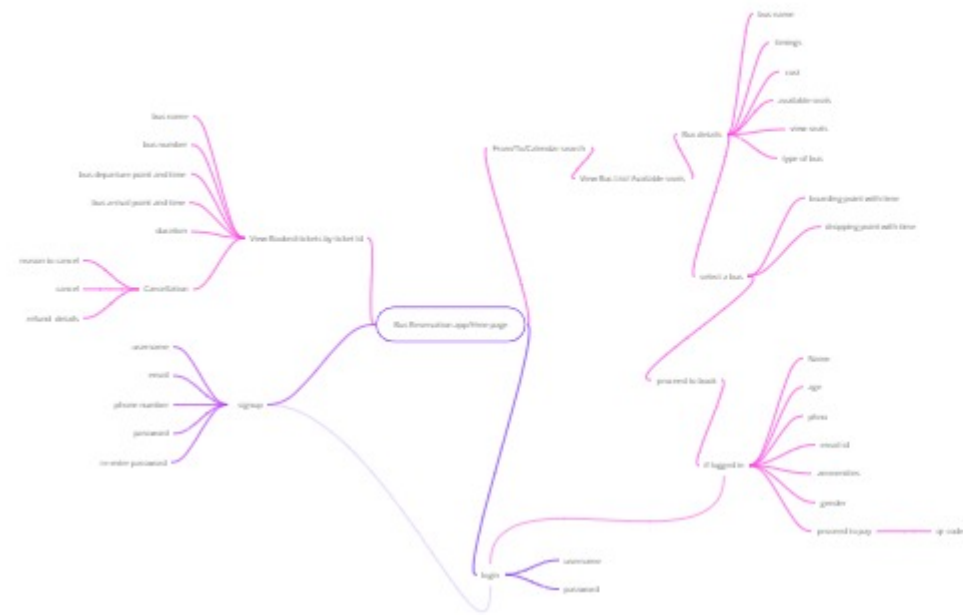 bus name
timings
cost
available seats
view seats
type of bus
Bus details
From/To/Calendar search
View Bus List/Available seats
bus name
bus number
bus departure point and time
bus arrival point and time
duration
View Booked tickets by ticket id
reason to cancel
cancel
refund details
Cancellation
boarding point with time
dropping point with time
select a bus
Bus Reservation app/Home page
username
email
phone number
password
re-enter password
signup
proceed to book
Name
age
phno
email id
amenities
gender
proceed to pay
qr code
if logged in
login
username
password